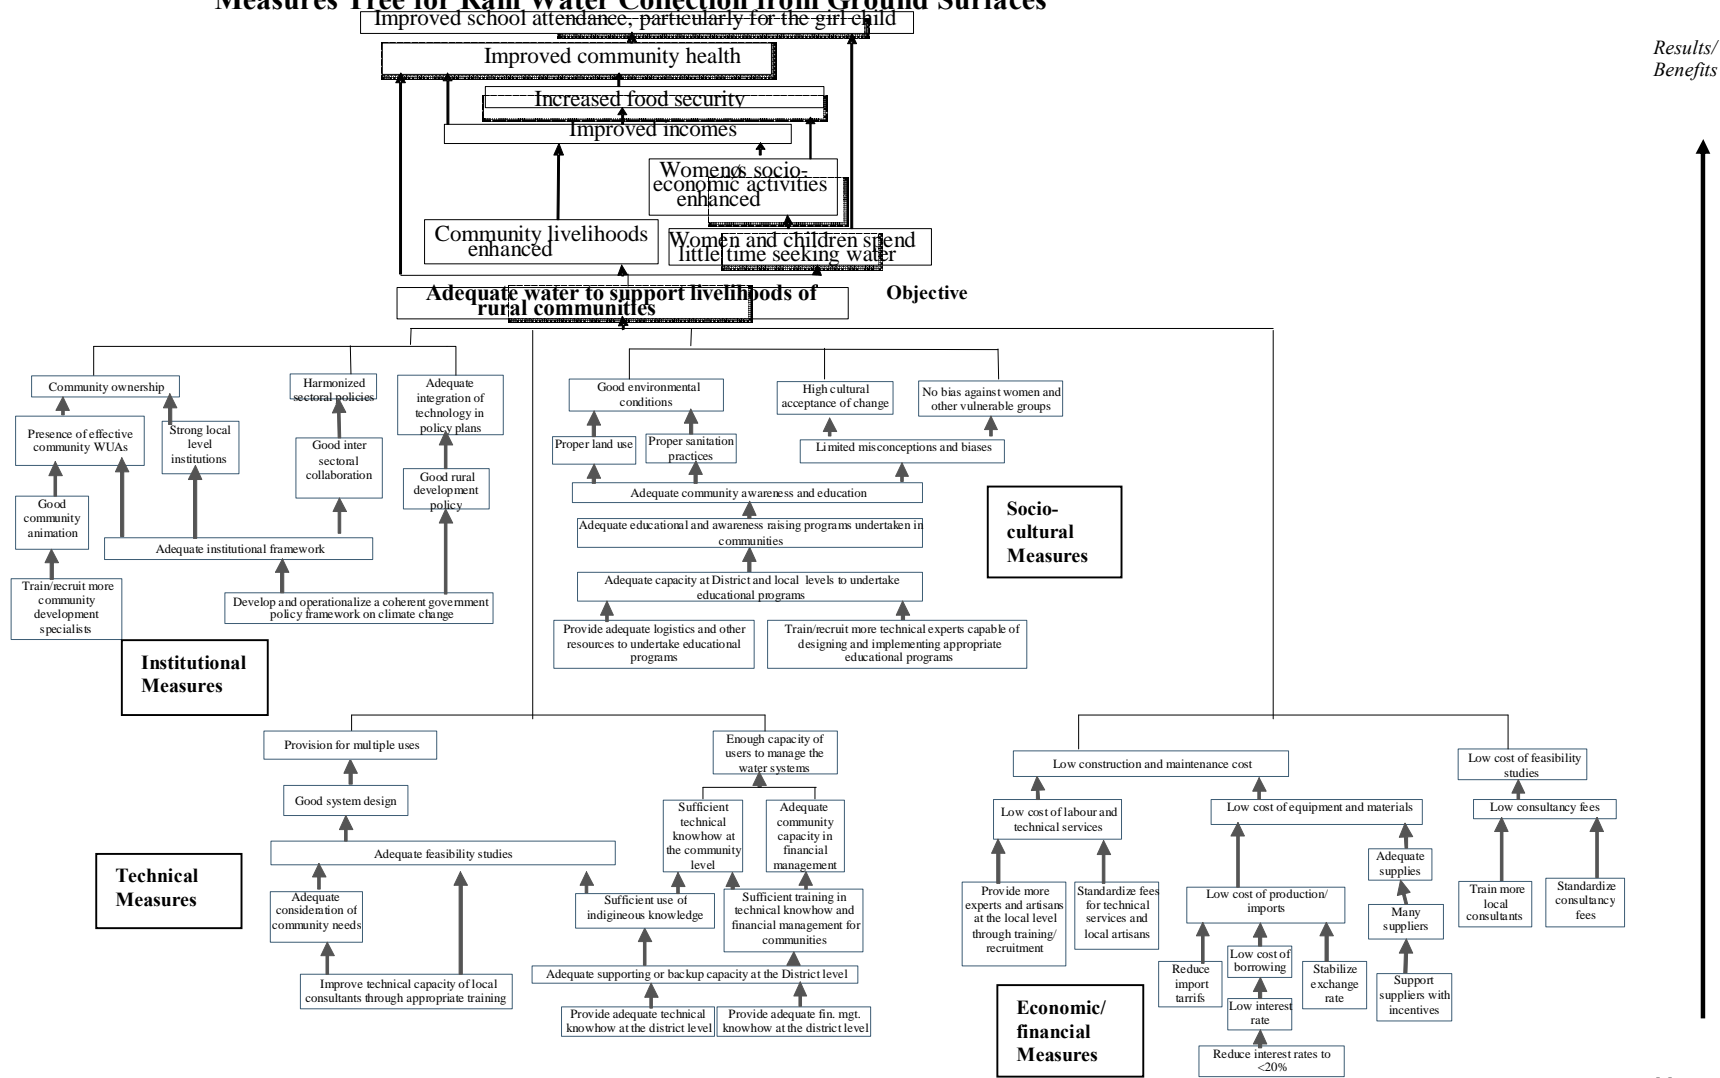 Measures Tree for Rain Water Collection from Ground Surfaces
Improved school attendance, particularly for the girl child
Results/
Benefits
Improved community health
Increased food security
Improved incomes
Womenøs socio-
economic activities
enhanced
Community livelihoods
enhanced
Women and children spend
little time seeking water
Adequate water to support livelihoods of
rural communities
Objective
Community ownership
Harmonized
sectoral policies
Adequate
integration of
technology in
policy plans
Presence of effective
community WUAs
Strong local
level
institutions
Good inter
sectoral
collaboration
Good rural
development
policy
Good
community
animation
Adequate institutional framework
Train/recruit more
community
development
specialists
Develop and operationalize a coherent government
policy framework on climate change
Institutional
Measures
Good environmental
conditions
High cultural
acceptance of change
No bias against women and
other vulnerable groups
Proper land use
Proper sanitation
practices
Limited misconceptions and biases
Adequate community awareness and education
Adequate educational and awareness raising programs undertaken in
communities
Adequate capacity at District and local levels to undertake
educational programs
Provide adequate logistics and other
resources to undertake educational
programs
Train/recruit more technical experts capable of
designing and implementing appropriate
educational programs
Socio-
cultural
Measures
Provision for multiple uses
Good system design
Adequate feasibility studies
Adequate
consideration of
community needs
Improve technical capacity of local
consultants through appropriate training
Technical
Measures
Enough capacity of
users to manage the
water systems
Sufficient
technical
knowhow at
the community
level
Adequate
community
capacity in
financial
management
Sufficient use of
indigineous knowledge
Sufficient training in
technical knowhow and
financial management for
communities
Adequate supporting or backup capacity at the District level
Provide adequate technical
knowhow at the district level
Provide adequate fin. mgt.
knowhow at the district level
Low construction and maintenance cost
Low cost of feasibility
studies
Low cost of labour and
technical services
Low cost of equipment and materials
Low consultancy fees
Provide more
experts and artisans
at the local level
through training/
recruitment
Standardize fees
for technical
services and
local artisans
Low cost of production/
imports
Adequate
supplies
Many
suppliers
Support
suppliers with
incentives
Train more
local
consultants
Standardize
consultancy
fees
Reduce
import
tarrifs
Low cost of
borrowing
Stabilize
exchange
rate
Low interest
rate
Reduce interest rates to
<20%
Economic/
financial
Measures